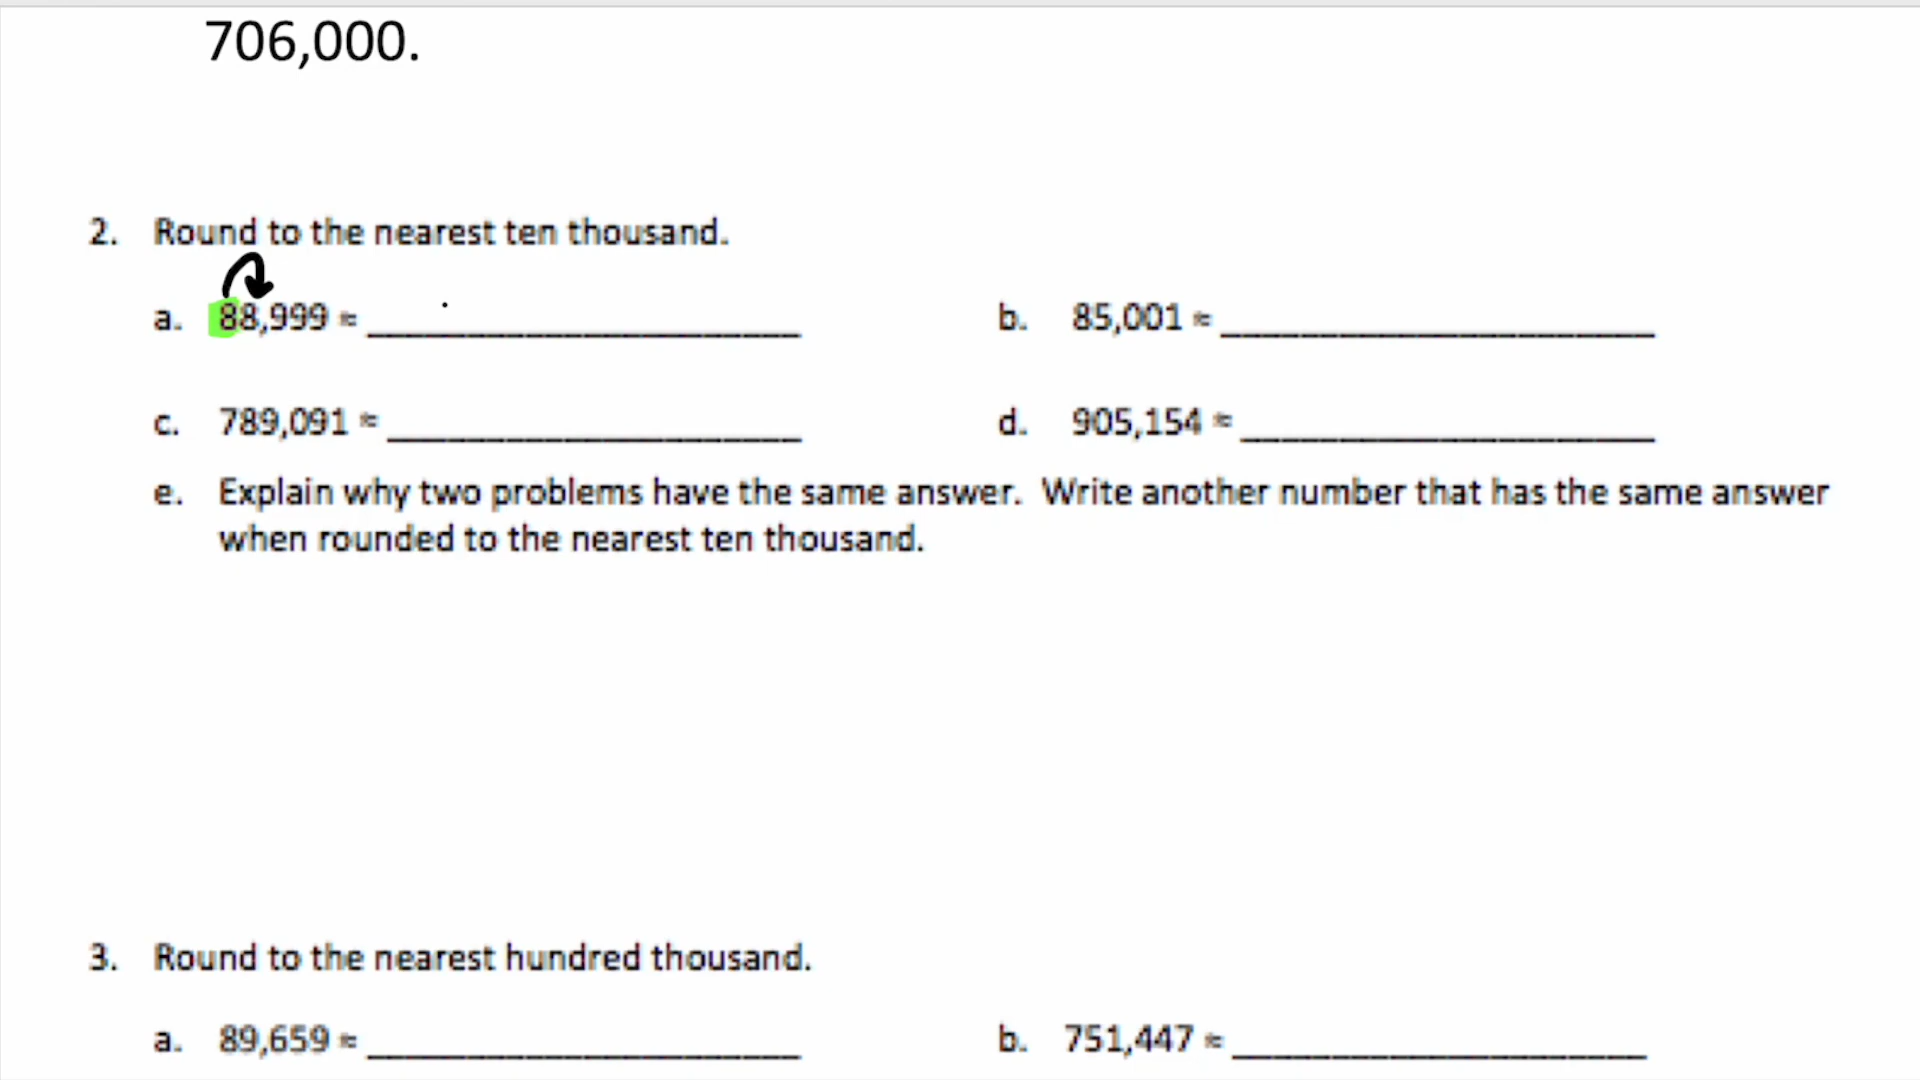 706,000.
2. Round to the nearest ten thousand.
a. 88,999 ≈ ____________________ b. 85,001 ≈ ____________________
c. 789,091 ≈ ____________________ d. 905,154 ≈ ____________________
e. Explain why two problems have the same answer. Write another number that has the same answer
when rounded to the nearest ten thousand.
3. Round to the nearest hundred thousand.
a. 89,659 ≈ ____________________ b. 751,447 ≈ ____________________